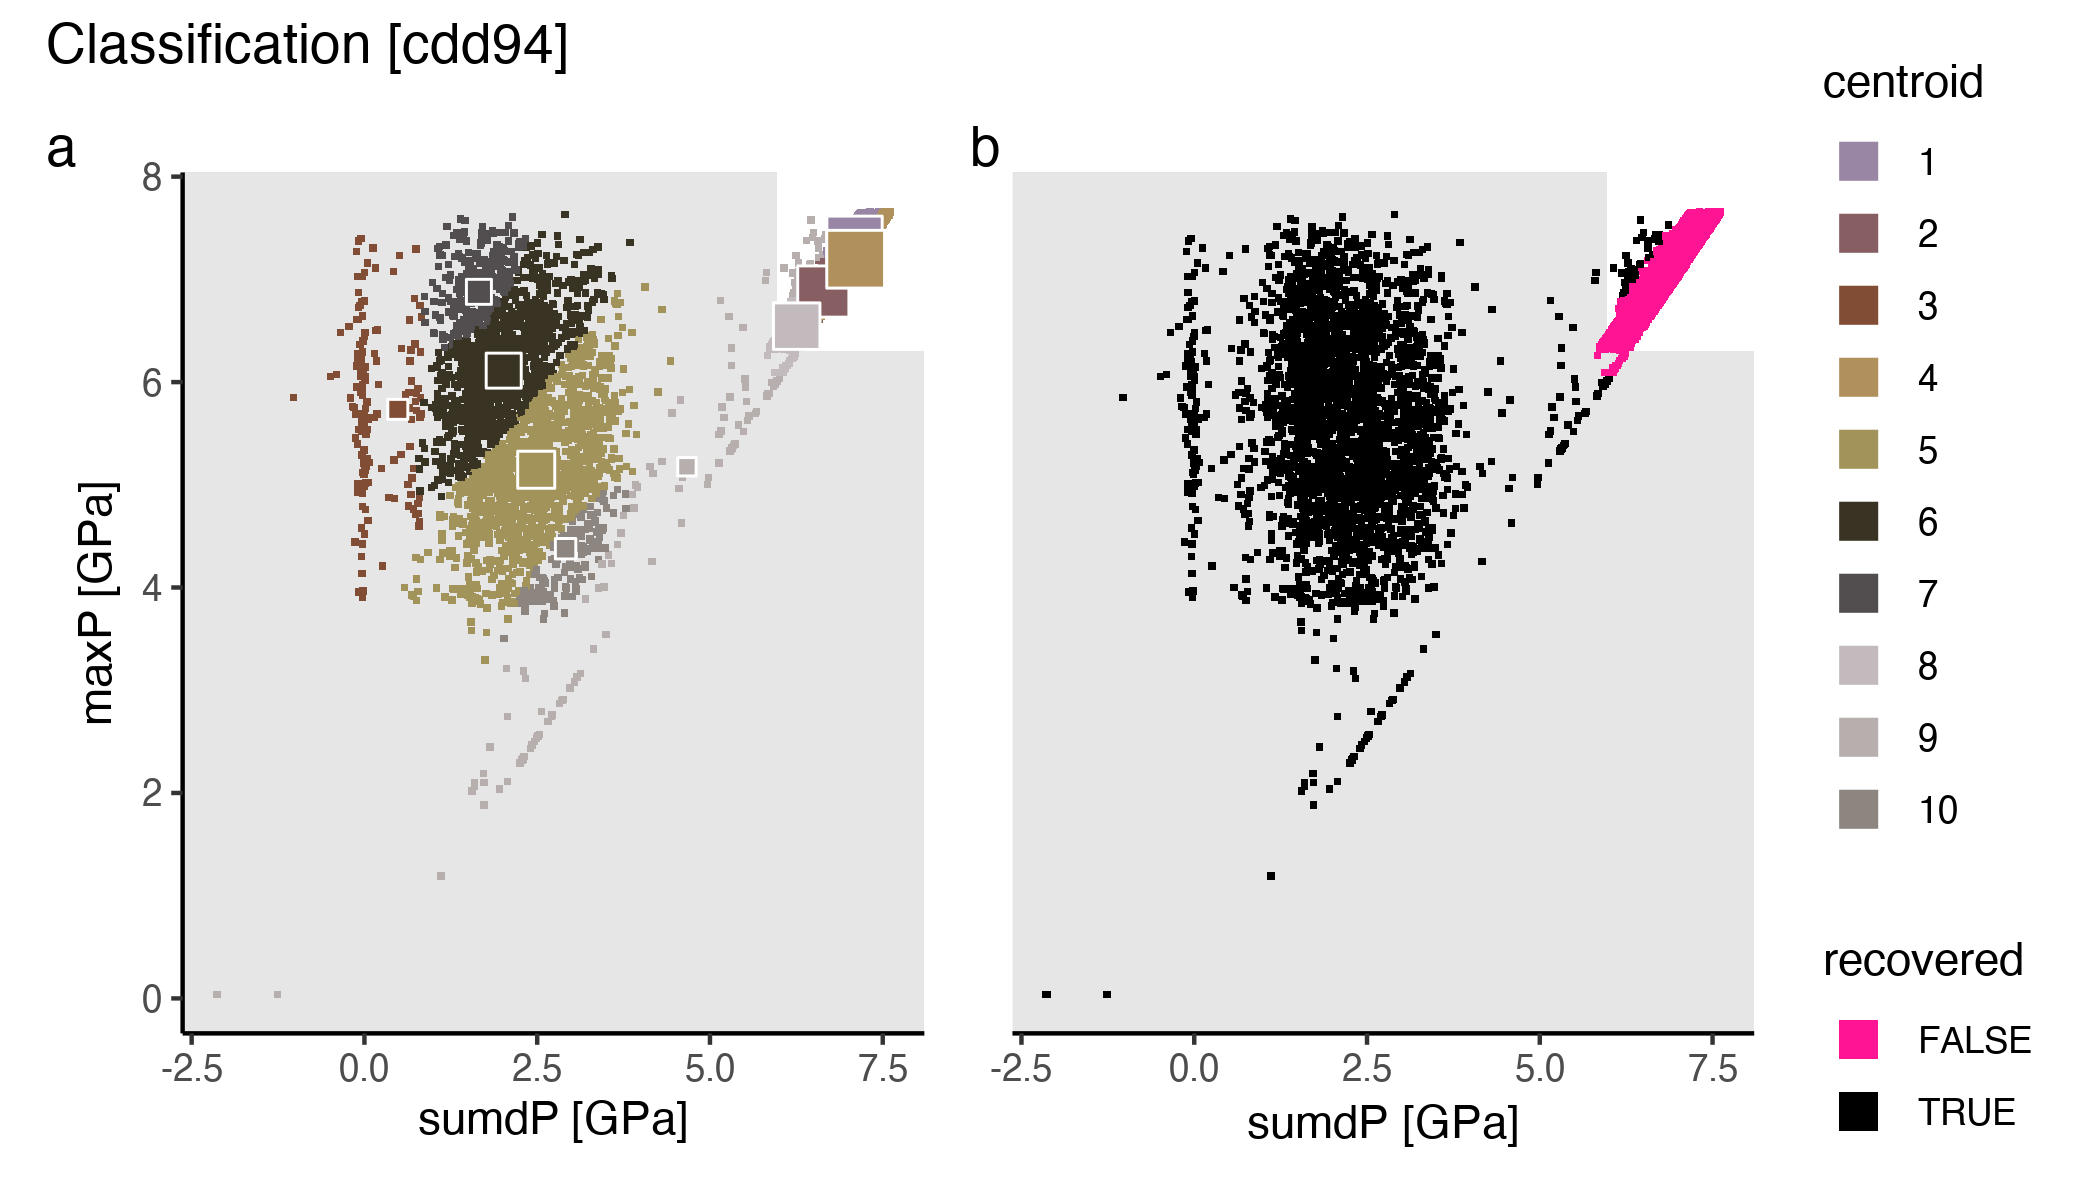 Classification [cdd94]
a
b
maxP [GPa]
8
6
4
2
0
-2.5 0.0 2.5 5.0 7.5
sumdP [GPa]
-2.5 0.0 2.5 5.0 7.5
sumdP [GPa]
centroid
1
2
3
4
5
6
7
8
9
10
recovered
FALSE
TRUE